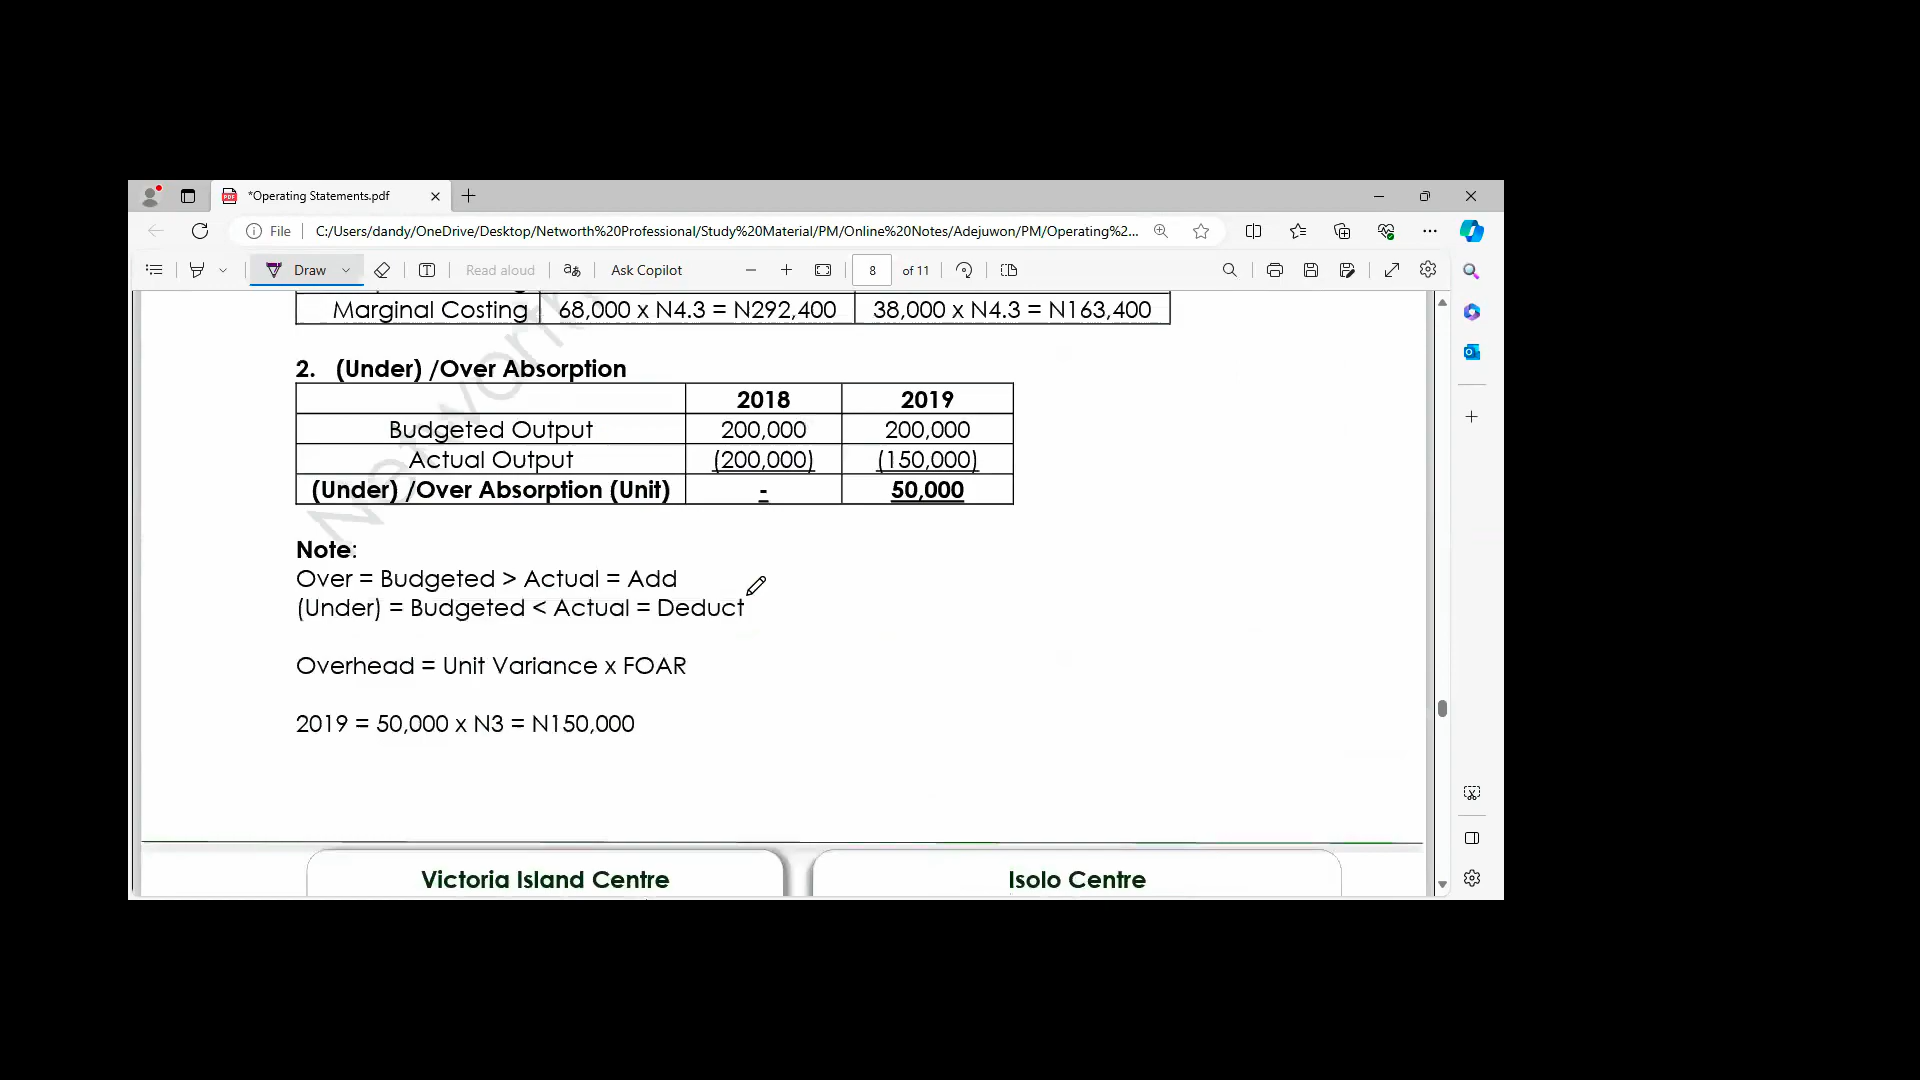 *Operating Statements.pdf
File C:/Users/dandy/OneDrive/Desktop/Networth%20Professional/Study%20Material/PM/Online%20Notes/Adejuwon/PM/Operating%2...
Draw Read aloud Ask Copilot 8 of 11
Marginal Costing 68,000 x N4.3 = N292,400 38,000 x N4.3 = N163,400
2. (Under) /Over Absorption
2018 2019
Budgeted Output 200,000 200,000
Actual Output (200,000) (150,000)
(Under) /Over Absorption (Unit) - 50,000
Note:
Over = Budgeted > Actual = Add
(Under) = Budgeted < Actual = Deduct
Overhead = Unit Variance x FOAR
2019 = 50,000 x N3 = N150,000
Victoria Island Centre Isolo Centre